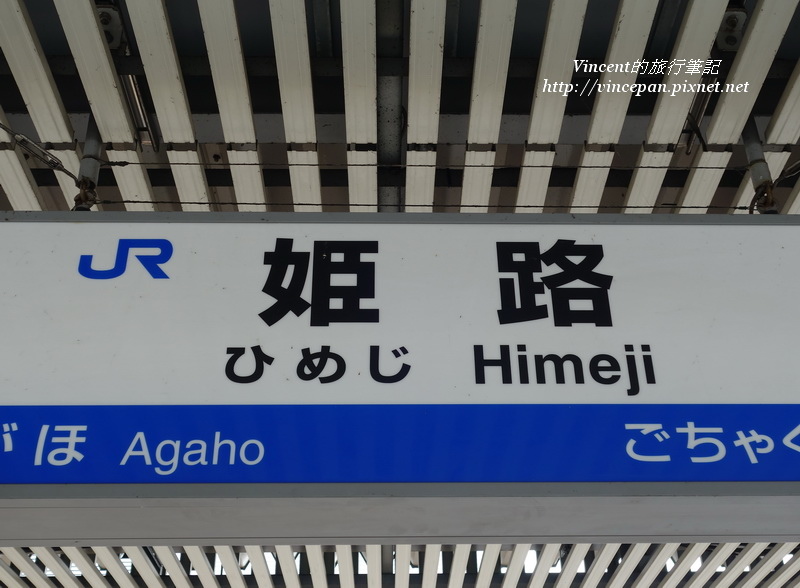 Vincent的旅行筆記
http://vincepan.pixnet.net
JR 姫路
ひめじ Himeji
がほ Agaho ごちゃく